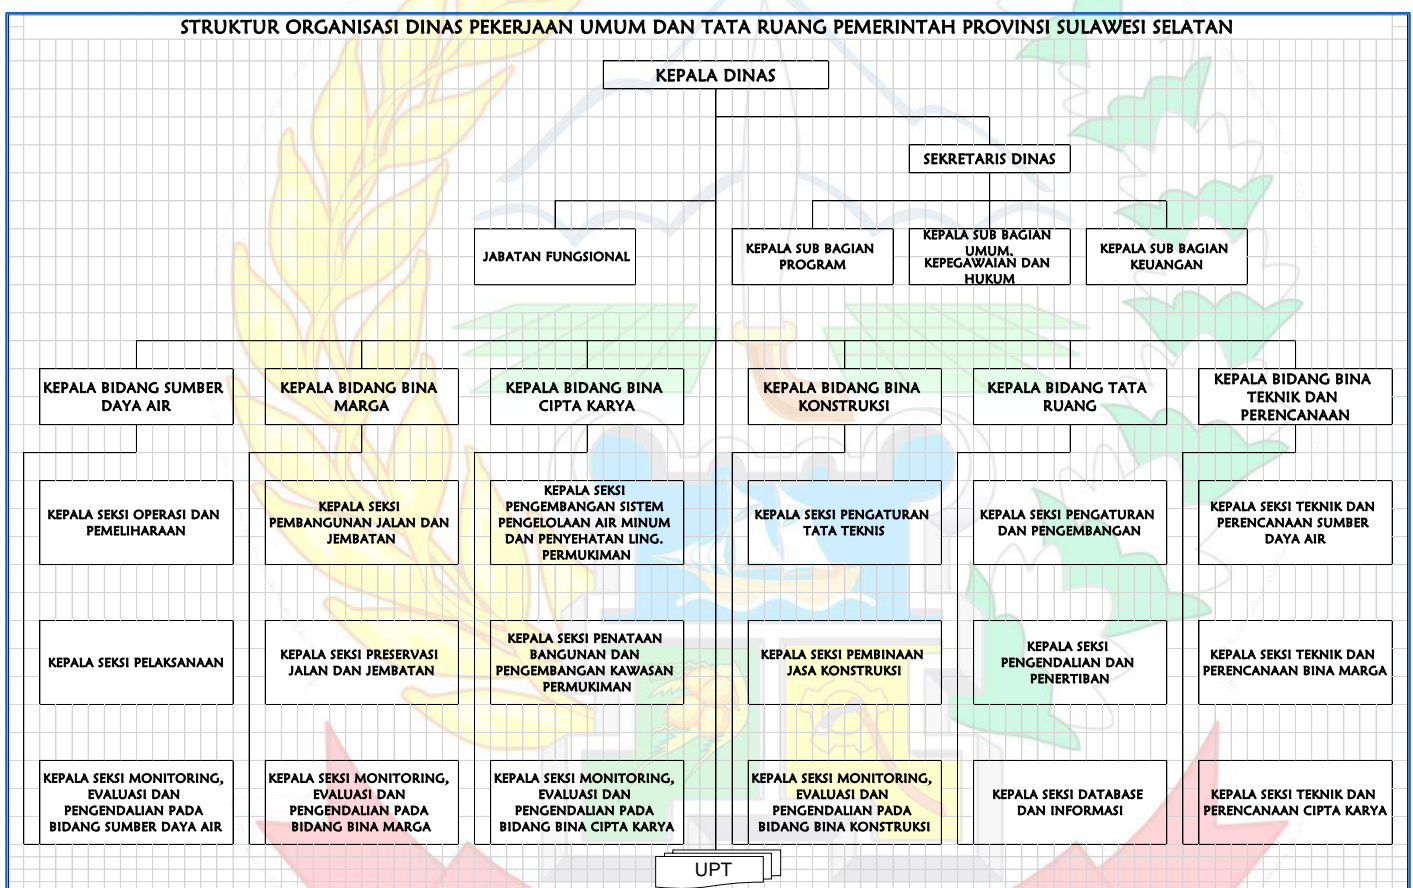 STRUKTUR ORGANISASI DINAS PEKERJAAN UMUM DAN TATA RUANG PEMERINTAH PROVINSI SULAWESI SELATAN
KEPALA DINAS
SEKRETARIS DINAS
JABATAN FUNGSIONAL
KEPALA SUB BAGIAN
PROGRAM
KEPALA SUB BAGIAN
UMUM,
KEPEGAWAIAN DAN
HUKUM
KEPALA SUB BAGIAN
KEUANGAN
KEPALA BIDANG SUMBER
DAYA AIR
KEPALA BIDANG BINA
MARGA
KEPALA BIDANG BINA
CIPTA KARYA
KEPALA BIDANG BINA
KONSTRUKSI
KEPALA BIDANG TATA
RUANG
KEPALA BIDANG BINA
TEKNIK DAN
PERENCANAAN
KEPALA SEKSI OPERASI DAN
PEMELIHARAAN
KEPALA SEKSI
PEMBANGUNAN JALAN DAN
JEMBATAN
KEPALA SEKSI
PENGEMBANGAN SISTEM
PENGELOLAAN AIR MINUM
DAN PENYEHATAN LING.
PERMUKIMAN
KEPALA SEKSI PENGATURAN
TATA TEKNIS
KEPALA SEKSI PENGATURAN
DAN PENGEMBANGAN
KEPALA SEKSI TEKNIK DAN
PERENCANAAN SUMBER
DAYA AIR
KEPALA SEKSI PELAKSANAAN
KEPALA SEKSI PRESERVASI
JALAN DAN JEMBATAN
KEPALA SEKSI PENATAAN
BANGUNAN DAN
PENGEMBANGAN KAWASAN
PERMUKIMAN
KEPALA SEKSI PEMBINAAN
JASA KONSTRUKSI
KEPALA SEKSI
PENGENDALIAN DAN
PENERTIBAN
KEPALA SEKSI TEKNIK DAN
PERENCANAAN BINA MARGA
KEPALA SEKSI MONITORING,
EVALUASI DAN
PENGENDALIAN PADA
BIDANG SUMBER DAYA AIR
KEPALA SEKSI MONITORING,
EVALUASI DAN
PENGENDALIAN PADA
BIDANG BINA MARGA
KEPALA SEKSI MONITORING,
EVALUASI DAN
PENGENDALIAN PADA
BIDANG BINA CIPTA KARYA
KEPALA SEKSI MONITORING,
EVALUASI DAN
PENGENDALIAN PADA
BIDANG BINA KONSTRUKSI
KEPALA SEKSI DATABASE
DAN INFORMASI
KEPALA SEKSI TEKNIK DAN
PERENCANAAN CIPTA KARYA
UPT